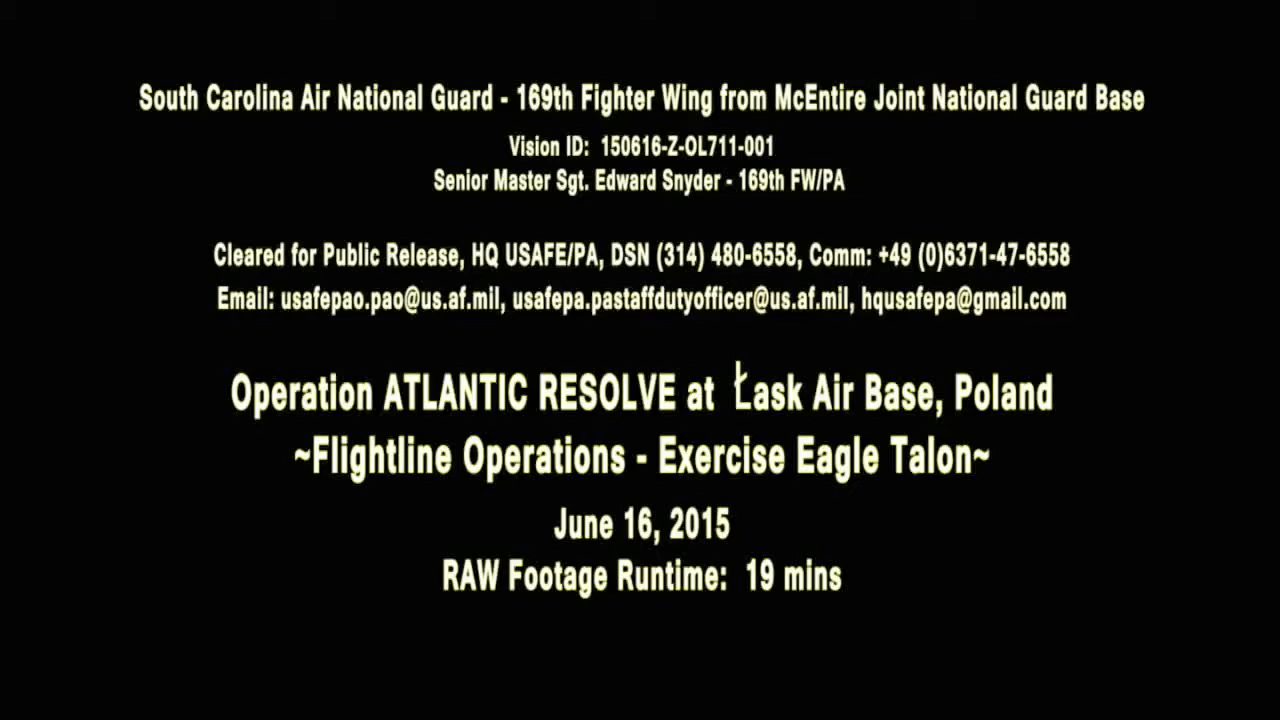 South Carolina Air National Guard - 169th Fighter Wing from McEntire Joint National Guard Base
Vision ID: 150616-Z-OL711-001
Senior Master Sgt. Edward Snyder - 169th FW/PA
Cleared for Public Release, HQ USAFE/PA, DSN (314) 480-6558, Comm: +49 (0)6371-47-6558
Email: usafepao.pao@us.af.mil, usafepa.pastaffdutyofficer@us.af.mil, hqusafepa@gmail.com
Operation ATLANTIC RESOLVE at Łask Air Base, Poland
~Flightline Operations - Exercise Eagle Talon~
June 16, 2015
RAW Footage Runtime: 19 mins